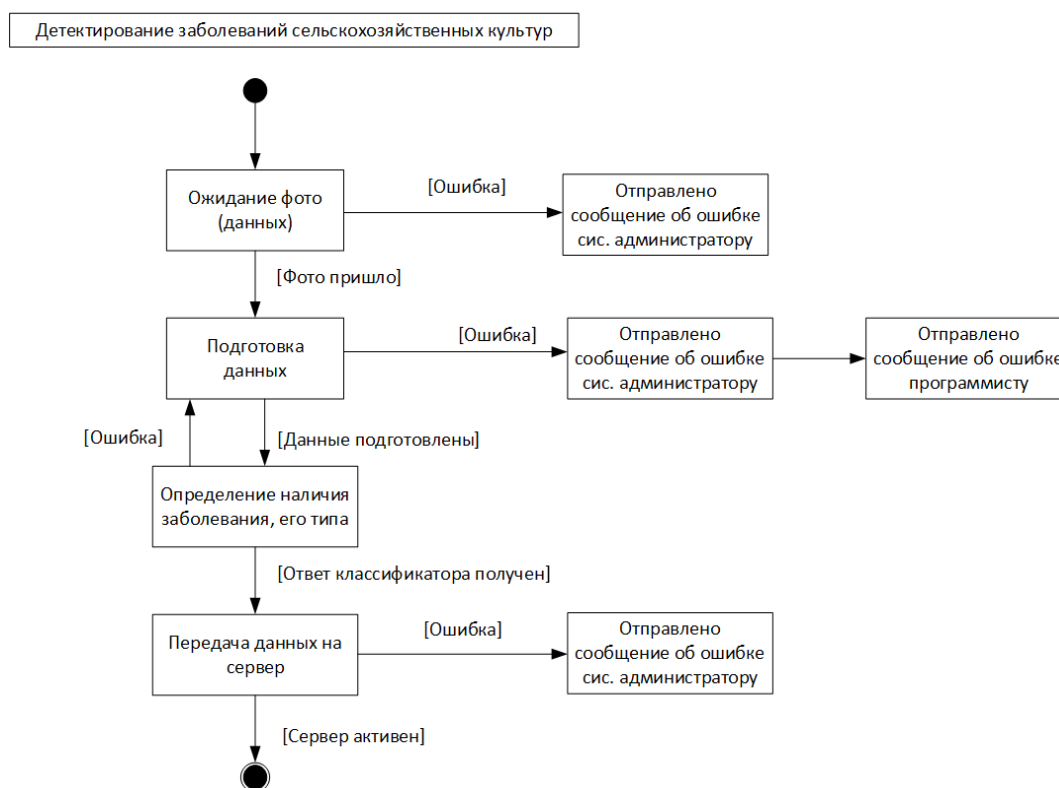 Детектирование заболеваний сельскохозяйственных культур
Ожидание фото
(данных)
[Ошибка]
Отправлено
сообщение об ошибке
сис. администратору
[Фото пришло]
Подготовка
данных
[Ошибка]
Отправлено
сообщение об ошибке
сис. администратору
Отправлено
сообщение об ошибке
программисту
[Ошибка]
[Данные подготовлены]
Определение наличия
заболевания, его типа
[Ответ классификатора получен]
Передача данных на
сервер
[Ошибка]
Отправлено
сообщение об ошибке
сис. администратору
[Сервер активен]